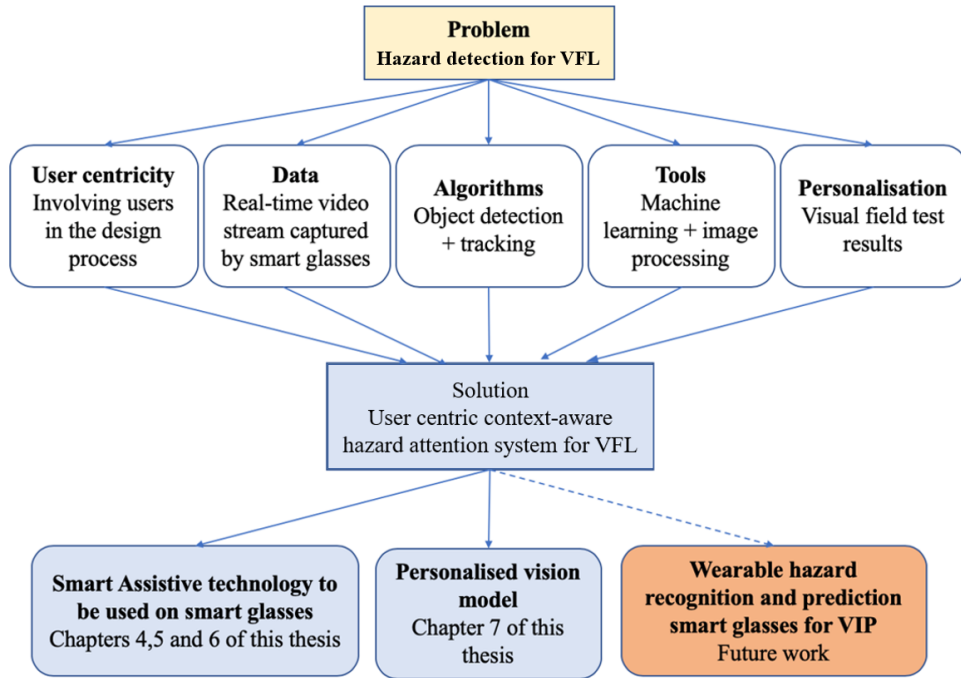 Problem
Hazard detection for VFL
User centricity
Involving users
in the design
process
Data
Real-time video
stream captured
by smart glasses
Algorithms
Object detection
+ tracking
Tools
Machine
learning + image
processing
Personalisation
Visual field test
results
Solution
User centric context-aware
hazard attention system for VFL
Smart Assistive technology to
be used on smart glasses
Chapters 4,5 and 6 of this thesis
Personalised vision
model
Chapter 7 of this
thesis
Wearable hazard
recognition and prediction
smart glasses for VIP
Future work